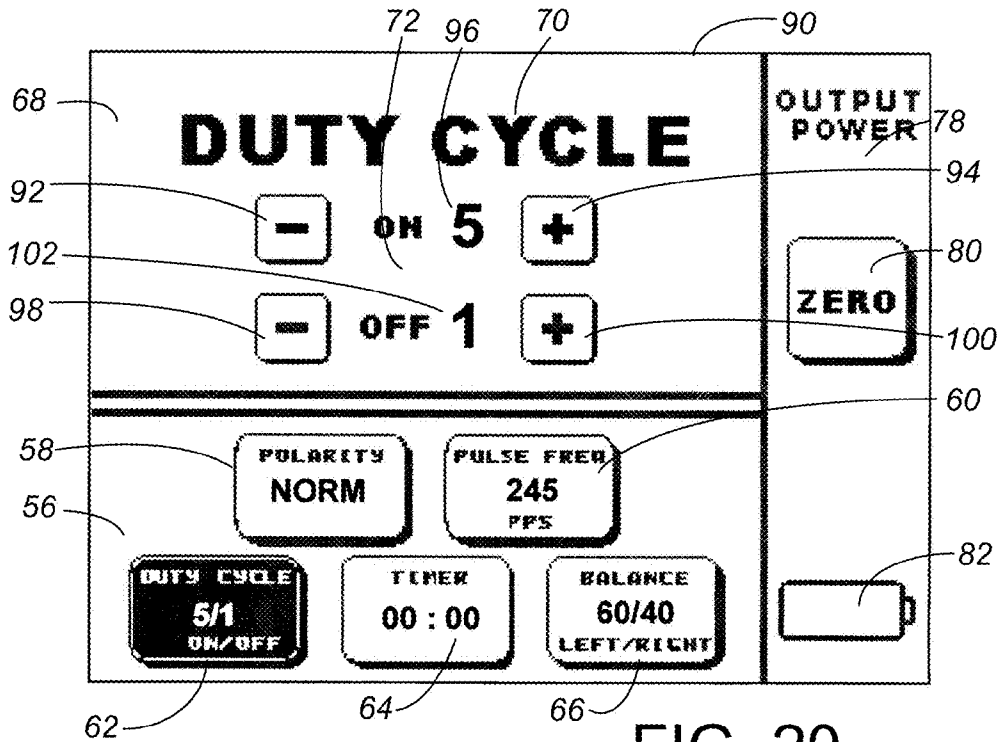 72 96 70 90
68
DUTY CYCLE
OUTPUT
POWER
78
92
94
- ON 5 +
102
80
ZERO
98
- OFF 1 +
100
60
58
POLARITY
NORM
PULSE FREQ
245
PPS
56
82
DUTY CYCLE
5/1
ON/OFF
TIMER
00 : 00
BALANCE
60/40
LEFT/RIGHT
62
64
66